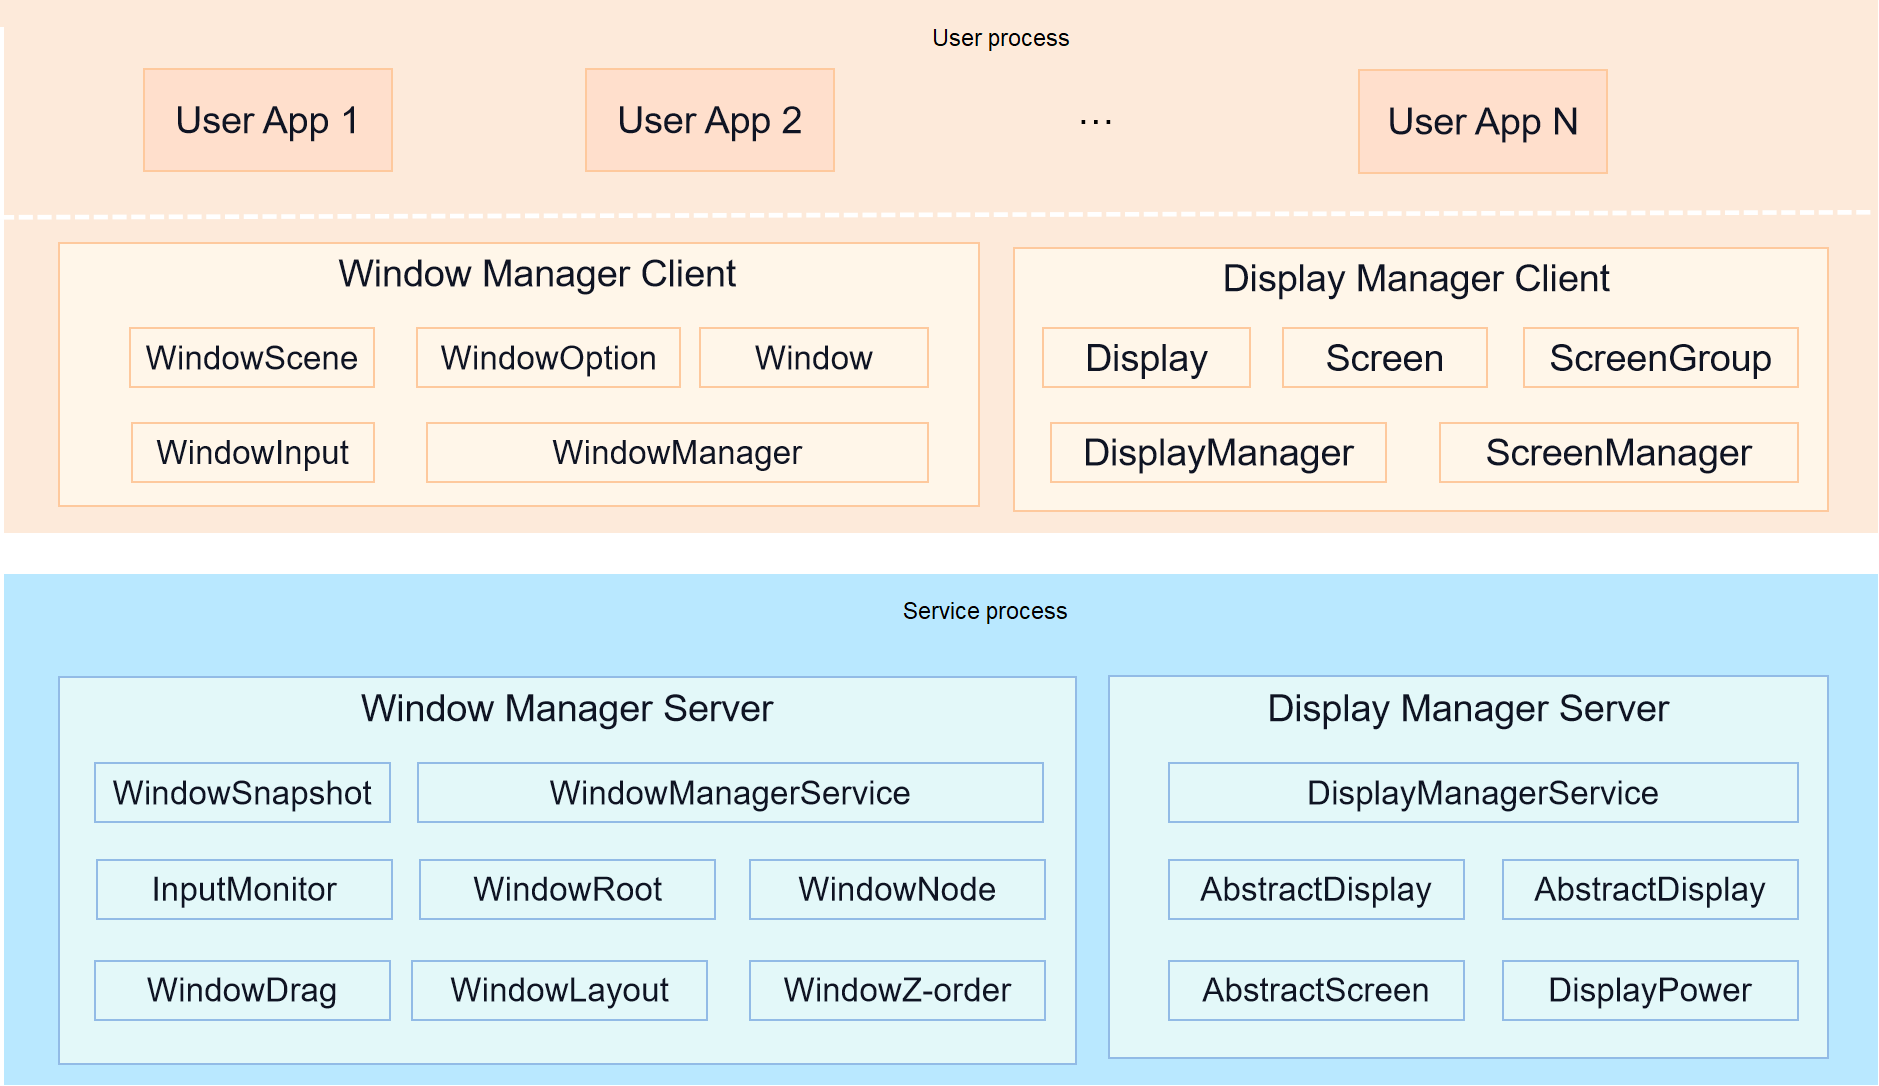 User process
User App 1
User App 2
...
User App N
Window Manager Client
WindowScene
WindowOption
Window
WindowInput
WindowManager
Display Manager Client
Display
Screen
ScreenGroup
DisplayManager
ScreenManager
Service process
Window Manager Server
WindowSnapshot
WindowManagerService
InputMonitor
WindowRoot
WindowNode
WindowDrag
WindowLayout
WindowZ-order
Display Manager Server
DisplayManagerService
AbstractDisplay
AbstractDisplay
AbstractScreen
DisplayPower